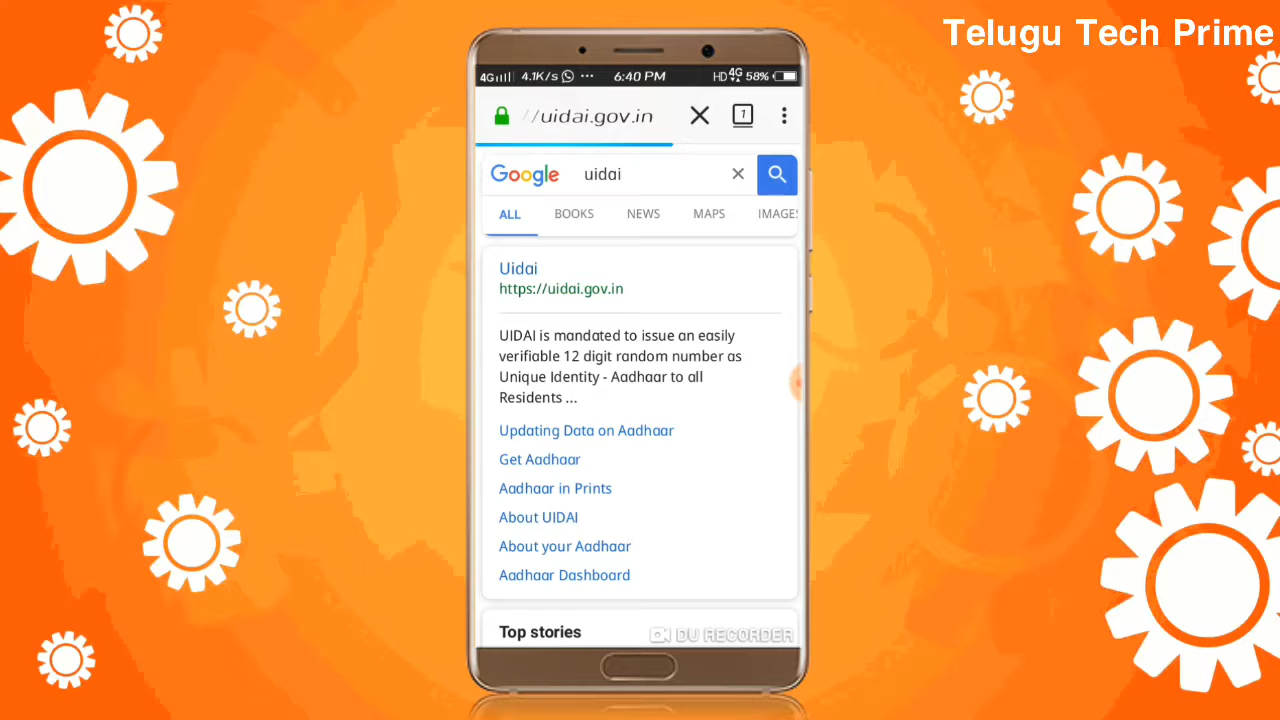 Telugu Tech Prime
4G 4.1K/s ... 6:40 PM HD 4G 58%
//uidai.gov.in 1
Google uidai
ALL BOOKS NEWS MAPS IMAGES
Uidai
https://uidai.gov.in
UIDAI is mandated to issue an easily
verifiable 12 digit random number as
Unique Identity - Aadhaar to all
Residents ...
Updating Data on Aadhaar
Get Aadhaar
Aadhaar in Prints
About UIDAI
About your Aadhaar
Aadhaar Dashboard
Top stories
DU RECORDER